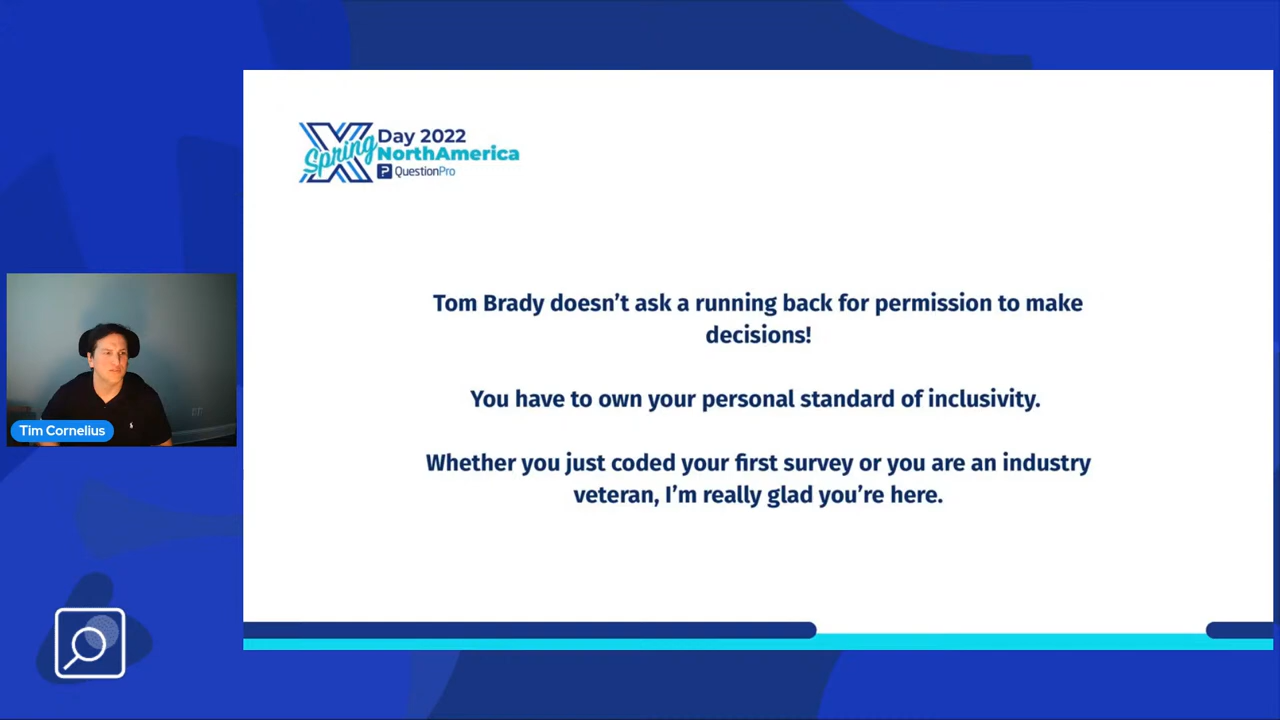 Day 2022
Spring
NorthAmerica
QuestionPro
Tom Brady doesn’t ask a running back for permission to make
decisions!
You have to own your personal standard of inclusivity.
Whether you just coded your first survey or you are an industry
veteran, I’m really glad you’re here.
Tim Cornelius